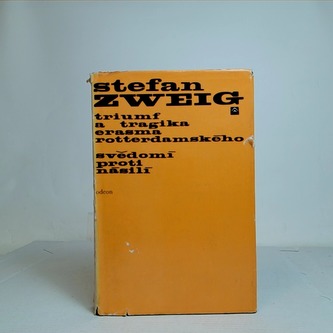 stefan
ZWEIG
triumf
a tragika
erasma
rotterdamského
svědomí
proti
násilí
odeon